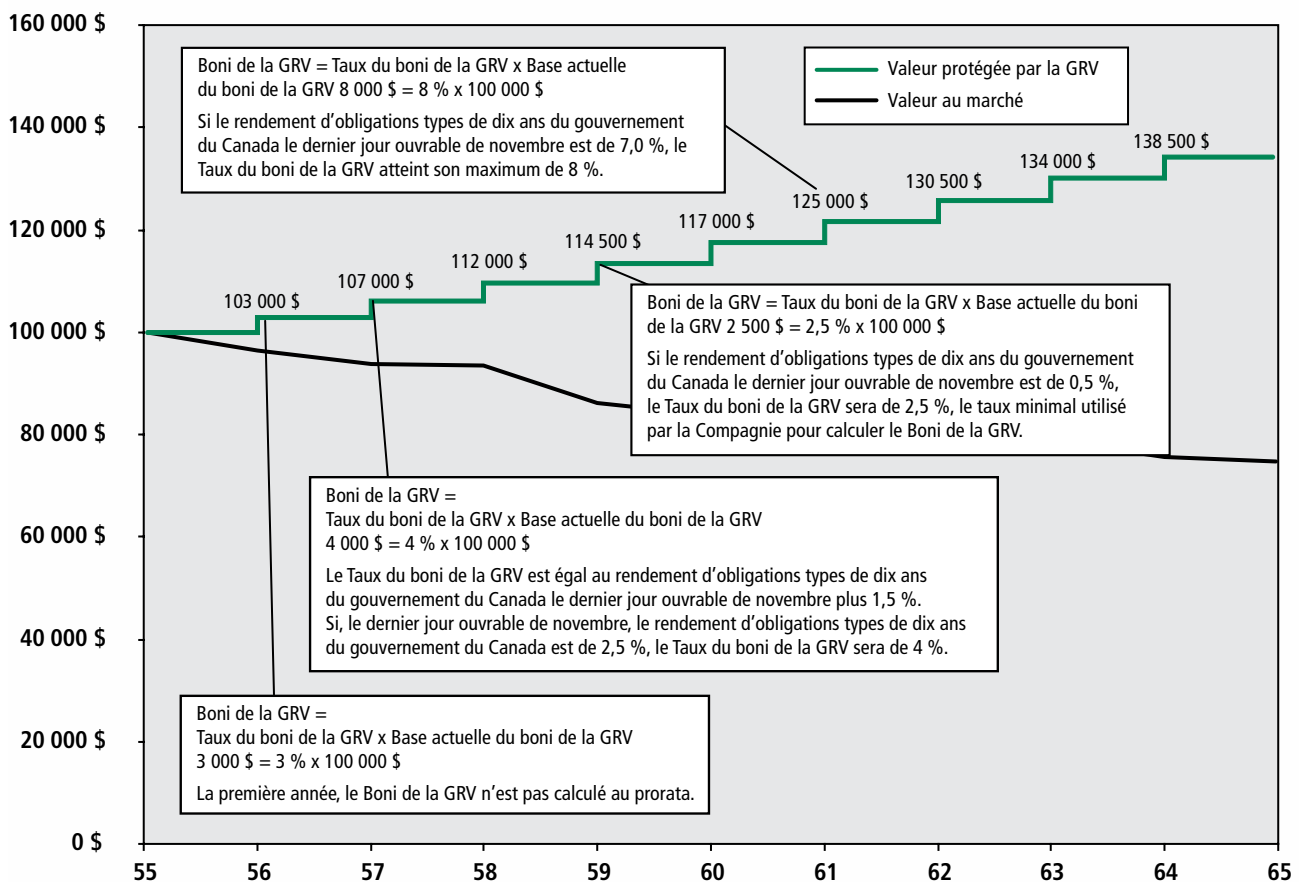 160 000 $
140 000 $
120 000 $
100 000 $
80 000 $
60 000 $
40 000 $
20 000 $
0 $
Boni de la GRV = Taux du boni de la GRV x Base actuelle
du boni de la GRV 8 000 $ = 8 % x 100 000 $
Si le rendement d’obligations types de dix ans du gouvernement
du Canada le dernier jour ouvrable de novembre est de 7,0 %, le
Taux du boni de la GRV atteint son maximum de 8 %.
Valeur protégée par la GRV
Valeur au marché
103 000 $
107 000 $
112 000 $
114 500 $
117 000 $
125 000 $
130 500 $
134 000 $
138 500 $
Boni de la GRV = Taux du boni de la GRV x Base actuelle du boni
de la GRV 2 500 $ = 2,5 % x 100 000 $
Si le rendement d’obligations types de dix ans du gouvernement
du Canada le dernier jour ouvrable de novembre est de 0,5 %,
le Taux du boni de la GRV sera de 2,5 %, le taux minimal utilisé
par la Compagnie pour calculer le Boni de la GRV.
Boni de la GRV =
Taux du boni de la GRV x Base actuelle du boni de la GRV
4 000 $ = 4 % x 100 000 $
Le Taux du boni de la GRV est égal au rendement d’obligations types de dix ans
du gouvernement du Canada le dernier jour ouvrable de novembre plus 1,5 %.
Si, le dernier jour ouvrable de novembre, le rendement d’obligations types de dix ans
du gouvernement du Canada est de 2,5 %, le Taux du boni de la GRV sera de 4 %.
Boni de la GRV =
Taux du boni de la GRV x Base actuelle du boni de la GRV
3 000 $ = 3 % x 100 000 $
La première année, le Boni de la GRV n’est pas calculé au prorata.
55 56 57 58 59 60 61 62 63 64 65